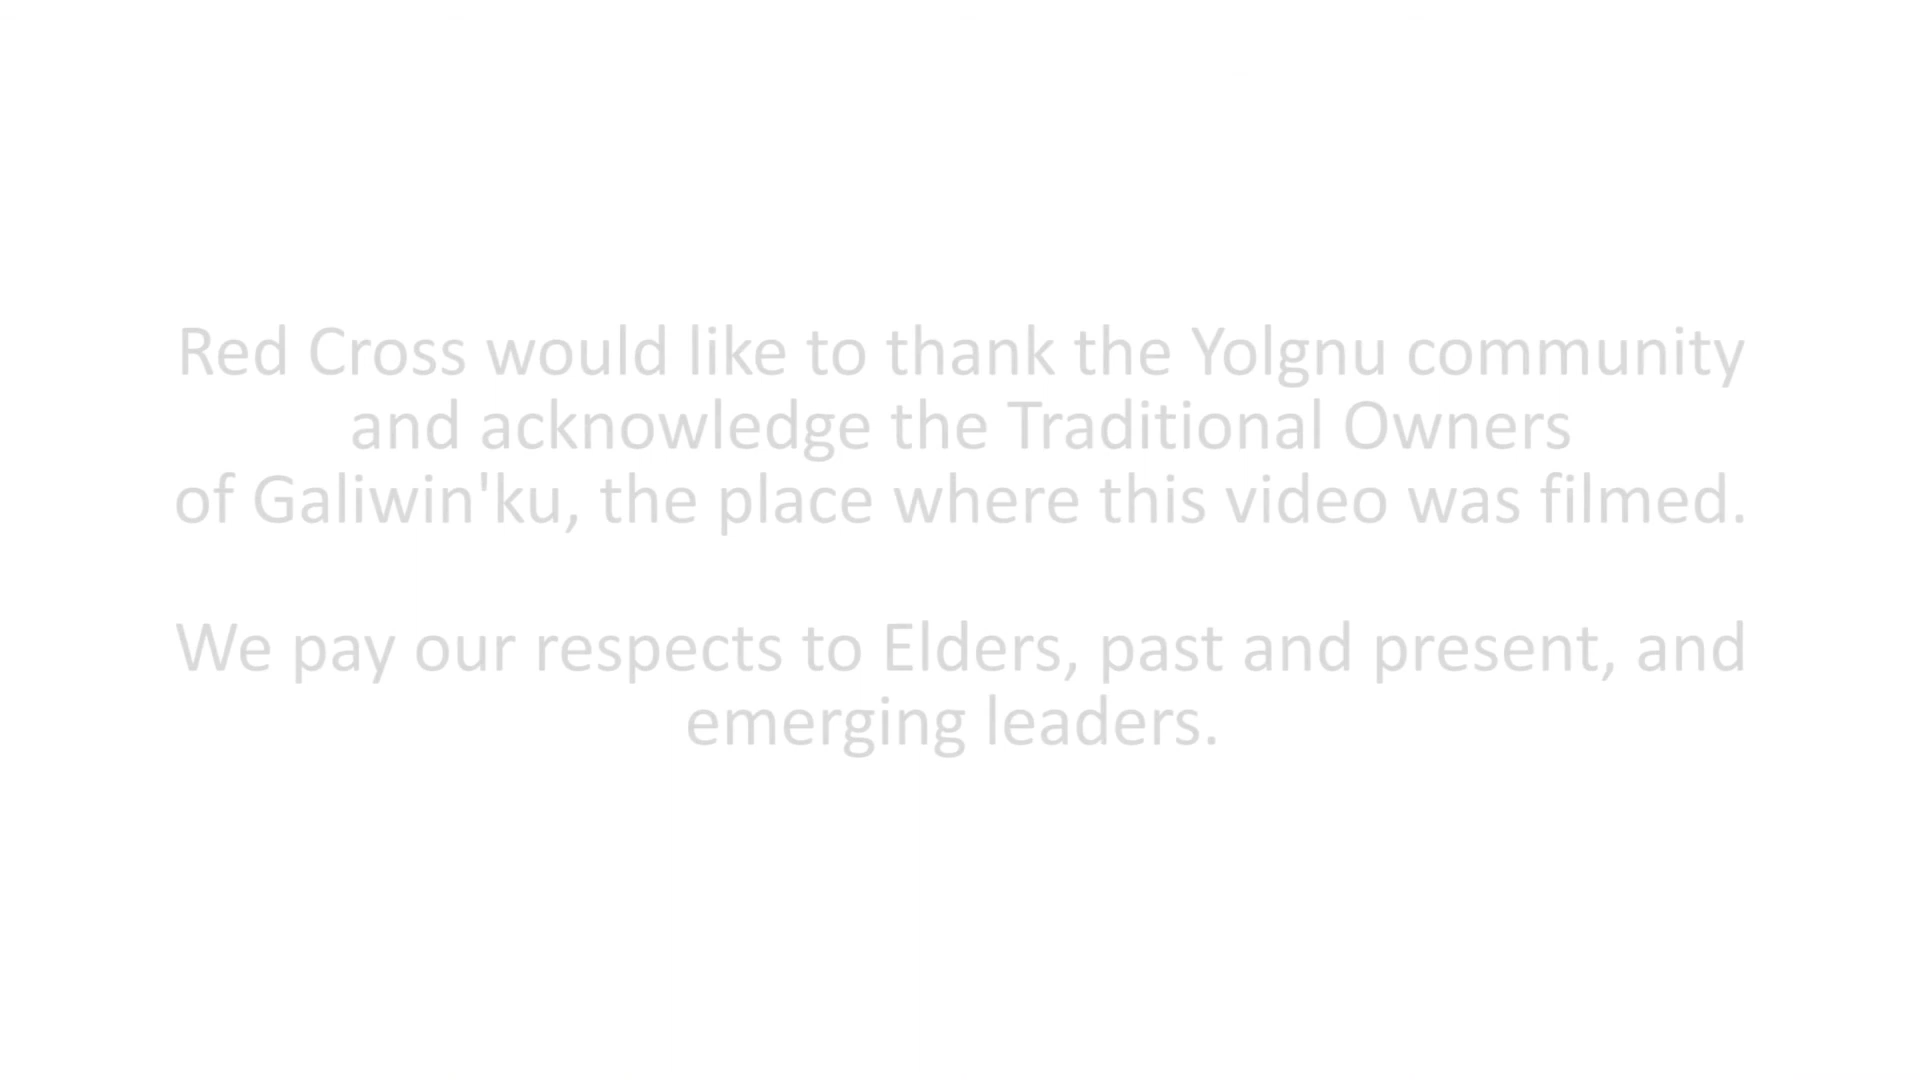 Red Cross would like to thank the Yolgnu community
and acknowledge the Traditional Owners
of Galiwin'ku, the place where this video was filmed.
We pay our respects to Elders, past and present, and
emerging leaders.